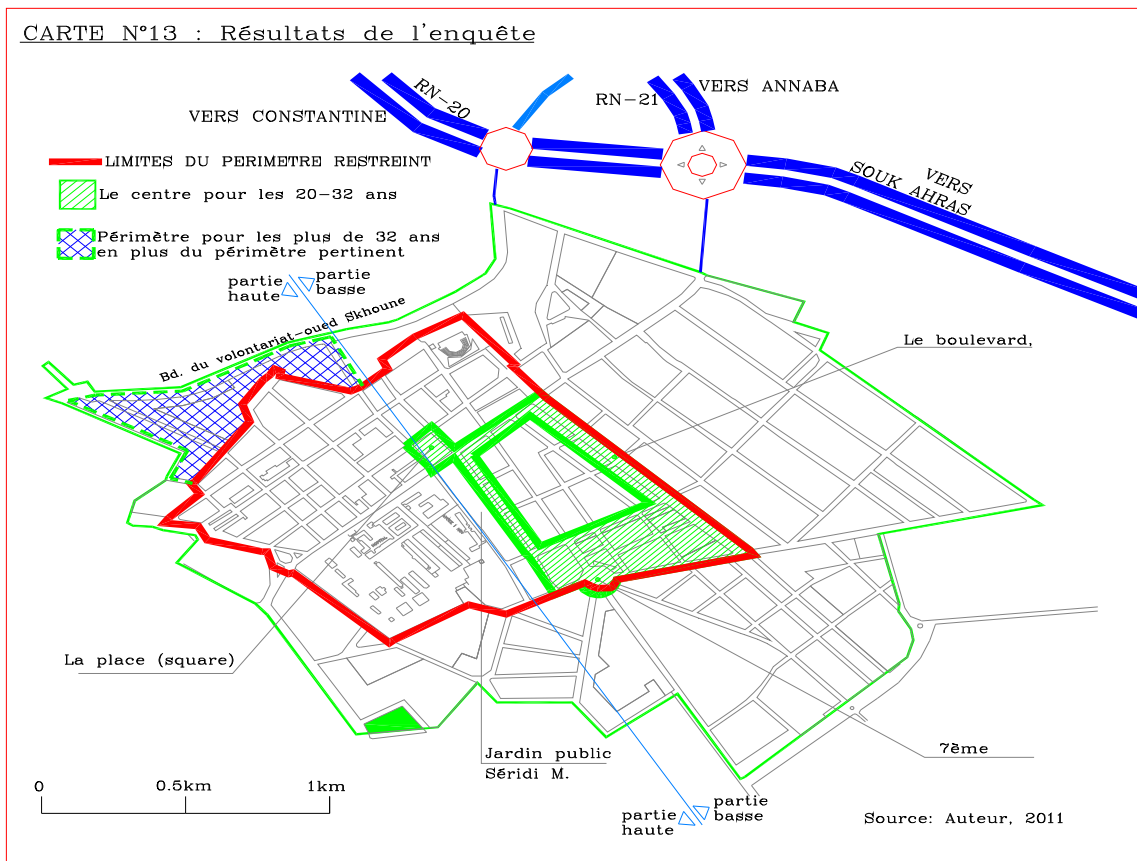 CARTE N°13 : Résultats de l'enquête
RN-20
VERS CONSTANTINE
RN-21
VERS ANNABA
VERS
SOUK AHRAS
LIMITES DU PERIMETRE RESTREINT
Le centre pour les 20-32 ans
Périmètre pour les plus de 32 ans
en plus du périmètre pertinent
partie
haute
partie
basse
Bd. du volontariat-oued Skhoune
Le boulevard,
La place (square)
Jardin public
Séridi M.
7ème
0
0.5km
1km
partie
haute
partie
basse
Source: Auteur, 2011